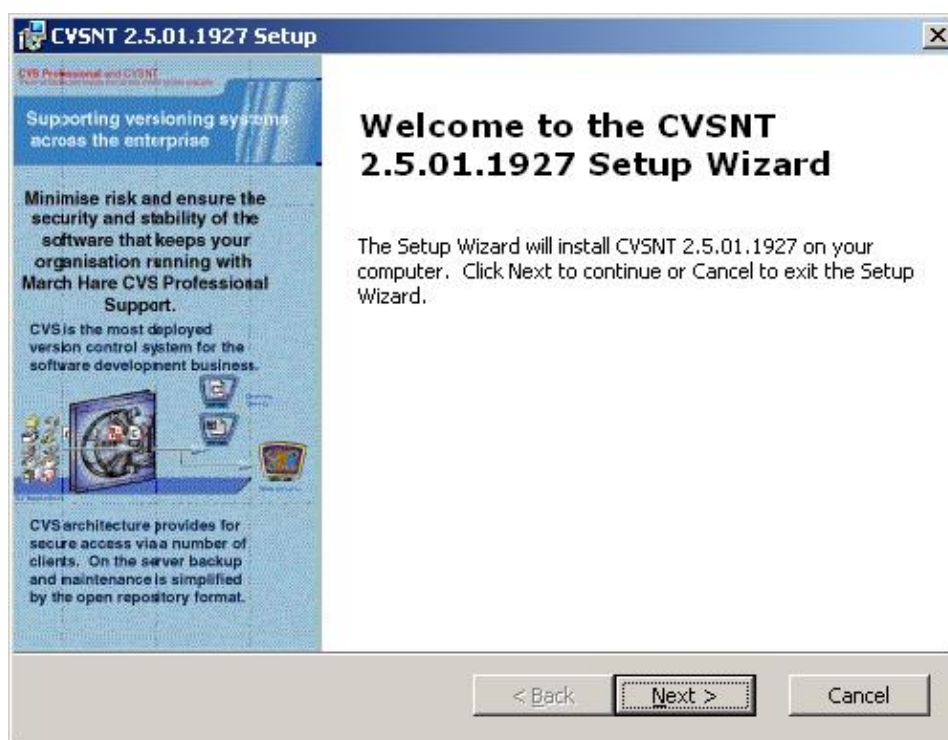 CVSNT 2.5.01.1927 Setup
CVS Professional and CVSNT
Supporting versioning systems
across the enterprise
Minimise risk and ensure the
security and stability of the
software that keeps your
organisation running with
March Hare CVS Professional
Support.
CVS is the most deployed
version control system for the
software development business.
CVS architecture provides for
secure access via a number of
clients. On the server backup
and maintenance is simplified
by the open repository format.
Welcome to the CVSNT
2.5.01.1927 Setup Wizard
The Setup Wizard will install CVSNT 2.5.01.1927 on your
computer. Click Next to continue or Cancel to exit the Setup
Wizard.
< Back
Next >
Cancel